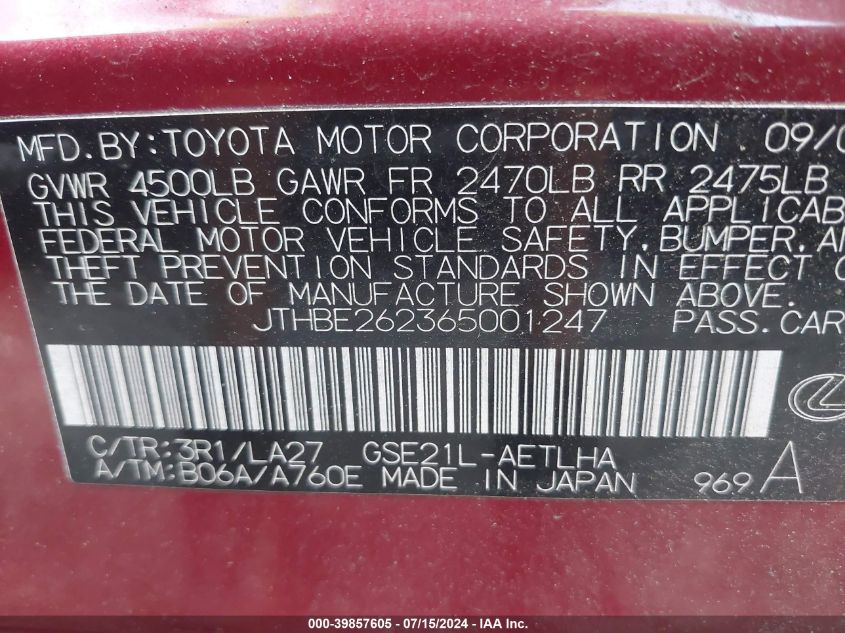 MFD. BY: TOYOTA MOTOR CORPORATION 09/0
GVWR 4500LB GAWR FR 2470LB RR 2475LB
THIS VEHICLE CONFORMS TO ALL APPLICAB
FEDERAL MOTOR VEHICLE SAFETY, BUMPER, AN
THEFT PREVENTION STANDARDS IN EFFECT O
THE DATE OF MANUFACTURE SHOWN ABOVE.
JTHBE262365001247 PASS. CAR
C/TR: 3R1/LA27 GSE21L-AETLHA
A/TM: B06A/A760E MADE IN JAPAN 969 A
000-39857605 / 07/15/2024 - IAA Inc.